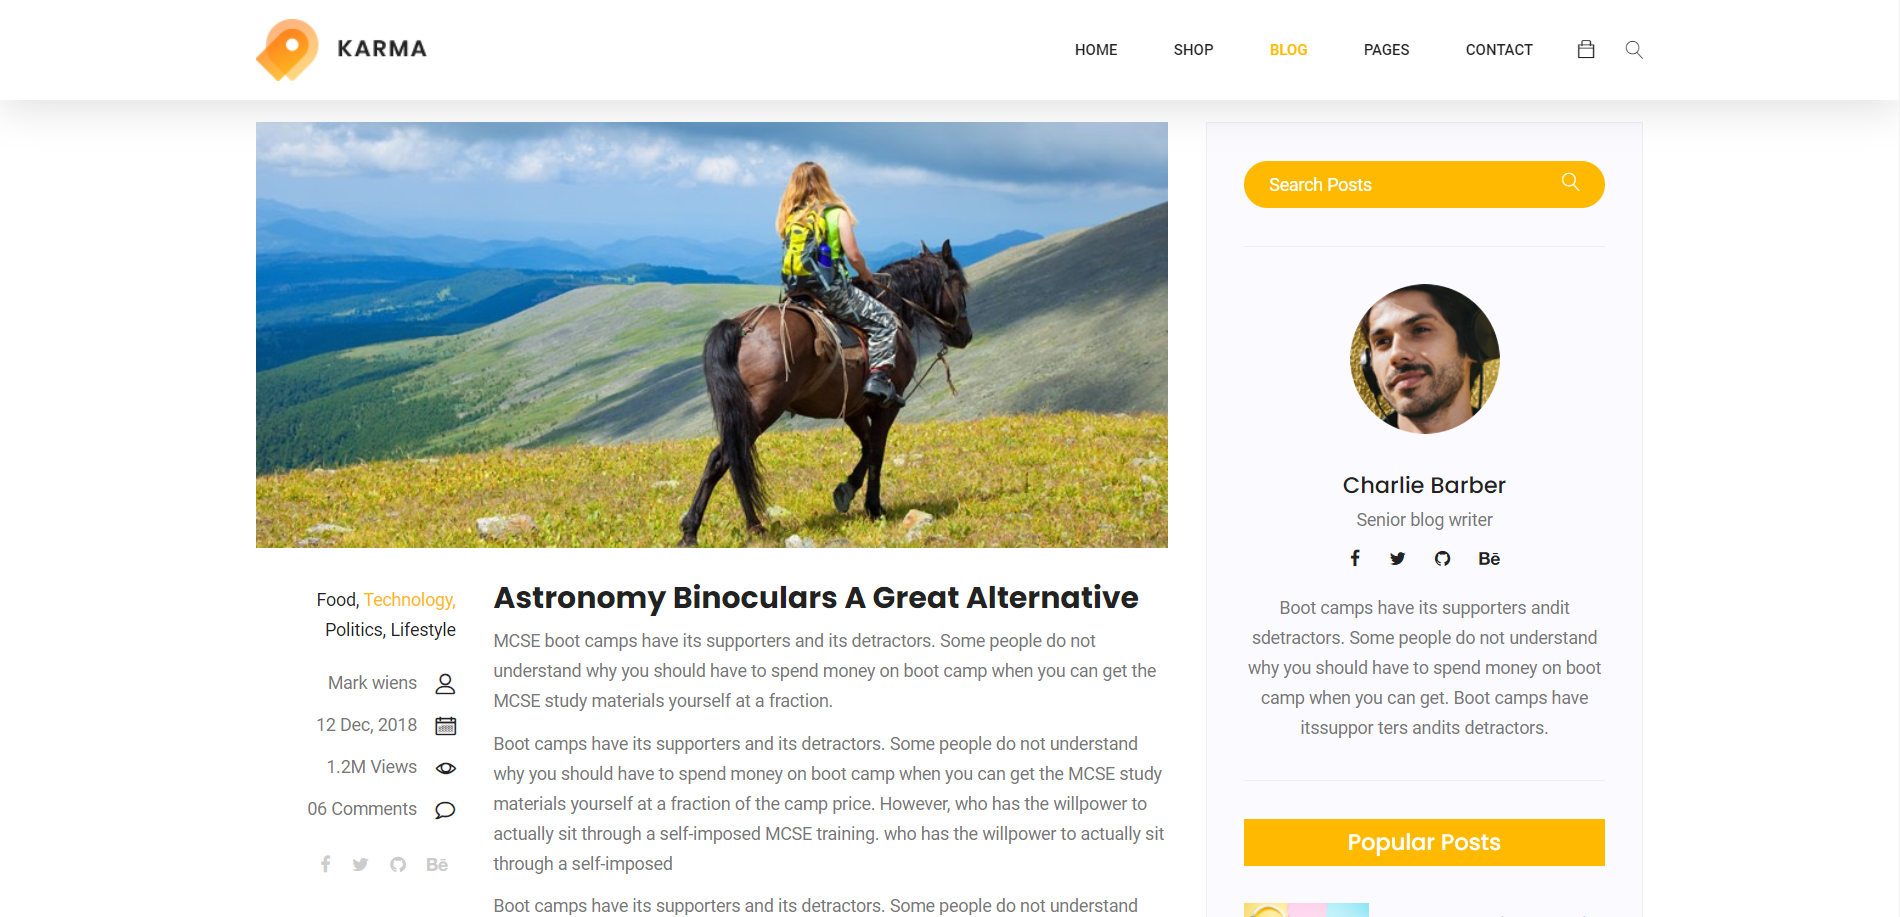 KARMA
HOME SHOP BLOG PAGES CONTACT
Search Posts
Charlie Barber
Senior blog writer
Bē
Boot camps have its supporters andit
sdetractors. Some people do not understand
why you should have to spend money on boot
camp when you can get. Boot camps have
itssuppor ters andits detractors.
Popular Posts
Food, Technology,
Politics, Lifestyle
Mark wiens
12 Dec, 2018
1.2M Views
06 Comments
Bē
Astronomy Binoculars A Great Alternative
MCSE boot camps have its supporters and its detractors. Some people do not
understand why you should have to spend money on boot camp when you can get the
MCSE study materials yourself at a fraction.
Boot camps have its supporters and its detractors. Some people do not understand
why you should have to spend money on boot camp when you can get the MCSE study
materials yourself at a fraction of the camp price. However, who has the willpower to
actually sit through a self-imposed MCSE training. who has the willpower to actually sit
through a self-imposed
Boot camps have its supporters and its detractors. Some people do not understand